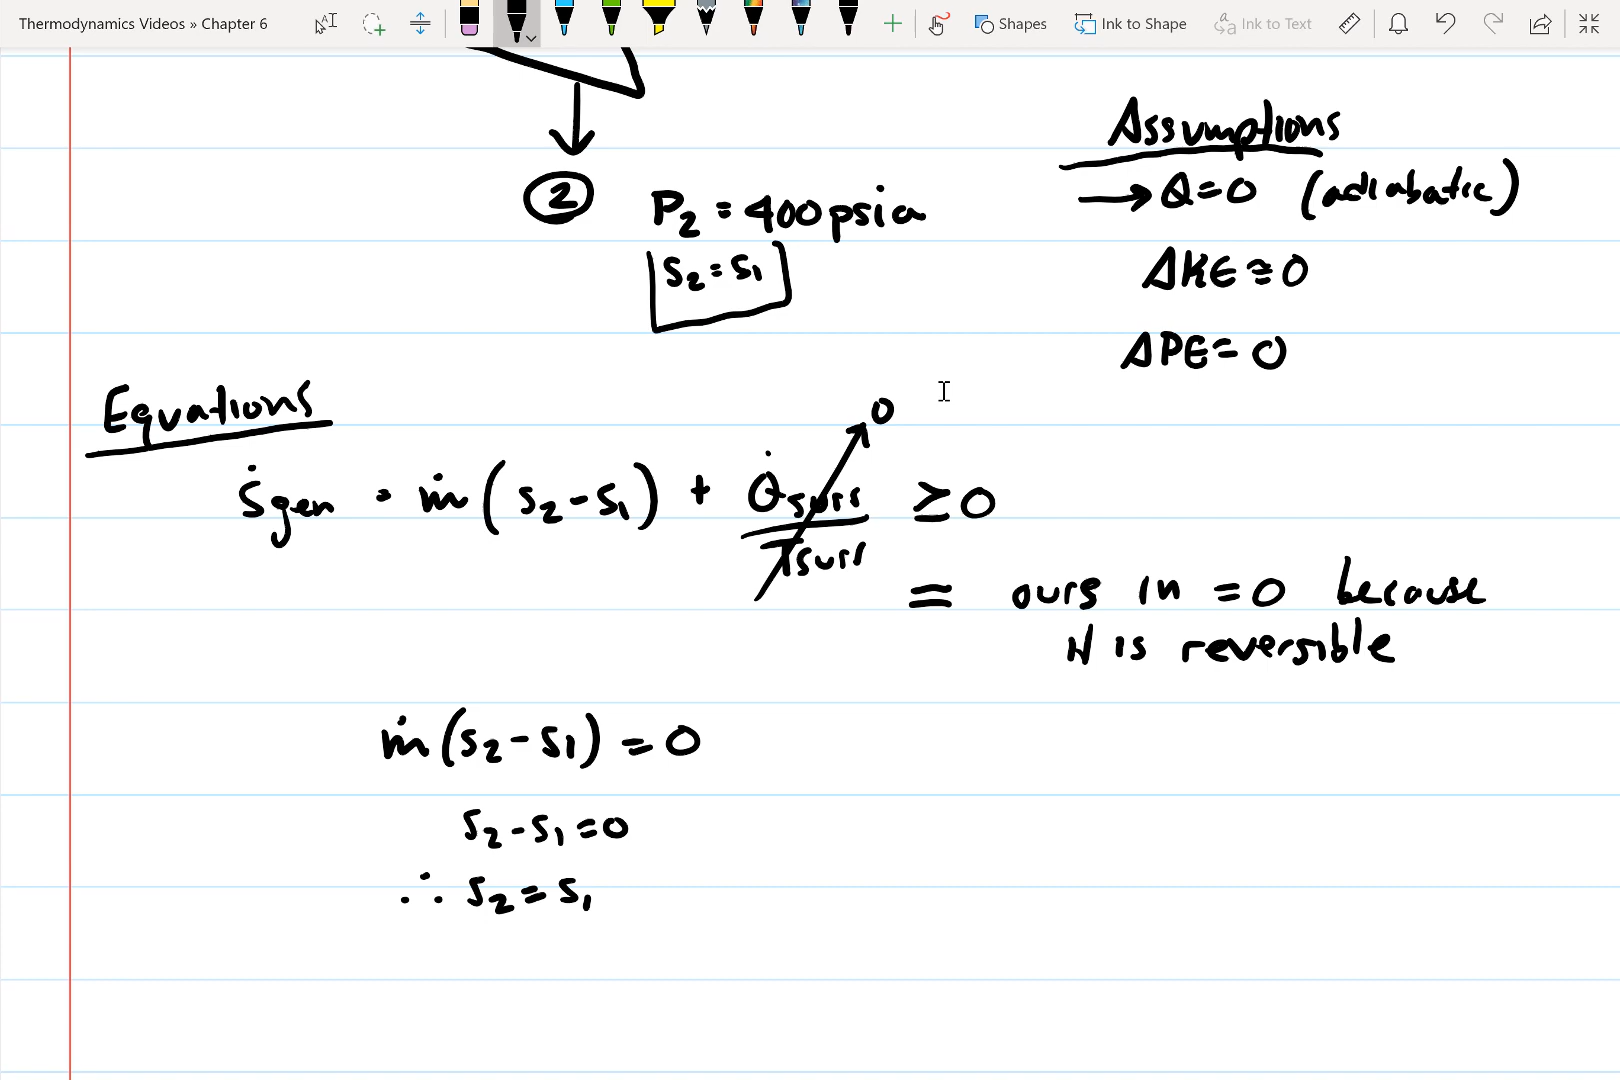 Thermodynamics Videos » Chapter 6
Shapes
Ink to Shape
Ink to Text
Assumptions
→ Q=0 (adiabatic)
ΔKE≅0
ΔPE=0
2
P₂ = 400 psia
s₂=s₁
Equations
Ṡgen = ṁ(s₂-s₁) + Q̇surr/Tsurr ≥0
0
= ours in =0 because
it is reversible
ṁ(s₂-s₁)=0
s₂-s₁=0
∴ s₂=s₁